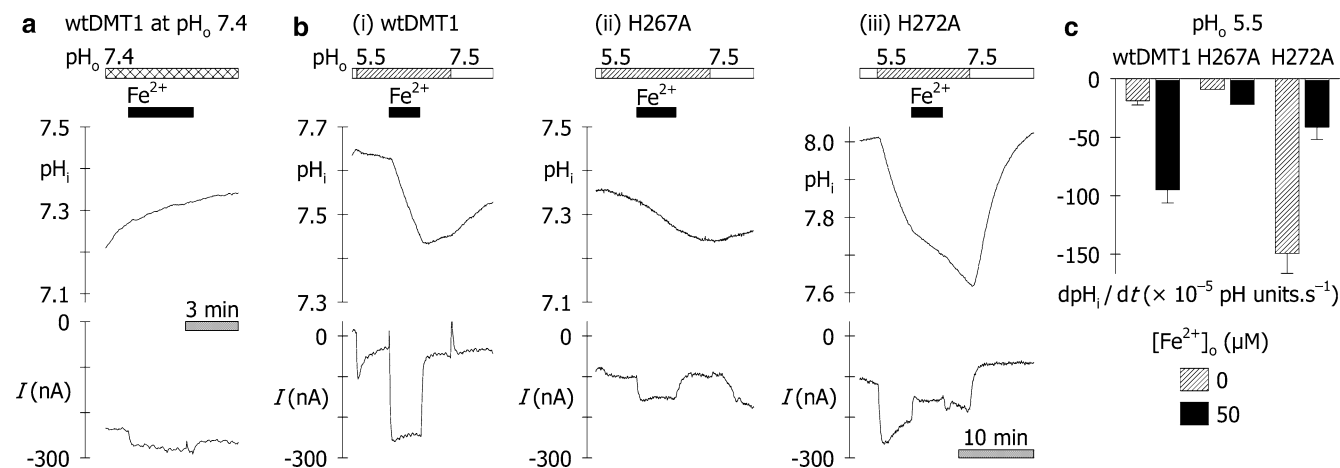 a wtDMT1 at pHo 7.4
pHo 7.4
Fe2+
7.5
pHi
7.3
7.1
3 min
0
I (nA)
-300
b (i) wtDMT1
pHo 5.5 7.5
Fe2+
7.7
pHi
7.5
7.3
0
I (nA)
-300
(ii) H267A
5.5 7.5
Fe2+
7.5
pHi
7.3
7.1
0
I (nA)
-300
(iii) H272A
5.5 7.5
Fe2+
8.0
pHi
7.8
7.6
0
I (nA)
-300
10 min
c pHo 5.5
wtDMT1 H267A H272A
0
-50
-100
-150
dpHi / dt (× 10−5 pH units.s−1)
[Fe2+]o (µM)
0
50